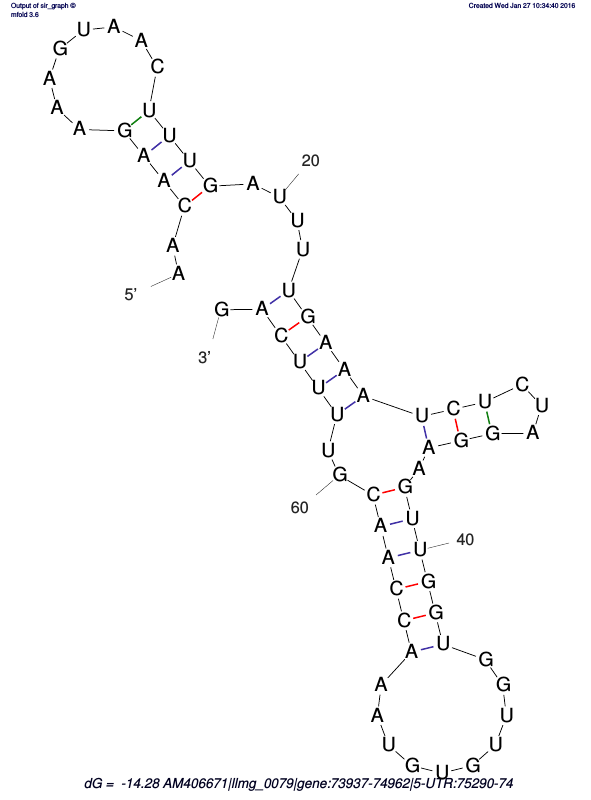 Output of sir_graph ©
mfold 3.6
Created Wed Jan 27 10:34:40 2016
5'
A A C A A G A A A G U A A C U U U G A U
20
U U U G A A A U C U C U A G G A A G U U
40
G G U G G U U G U G U A A A C C A A C G
60
U U U U C A G
3'
dG = -14.28 AM406671|llmg_0079|gene:73937-74962|5-UTR:75290-74